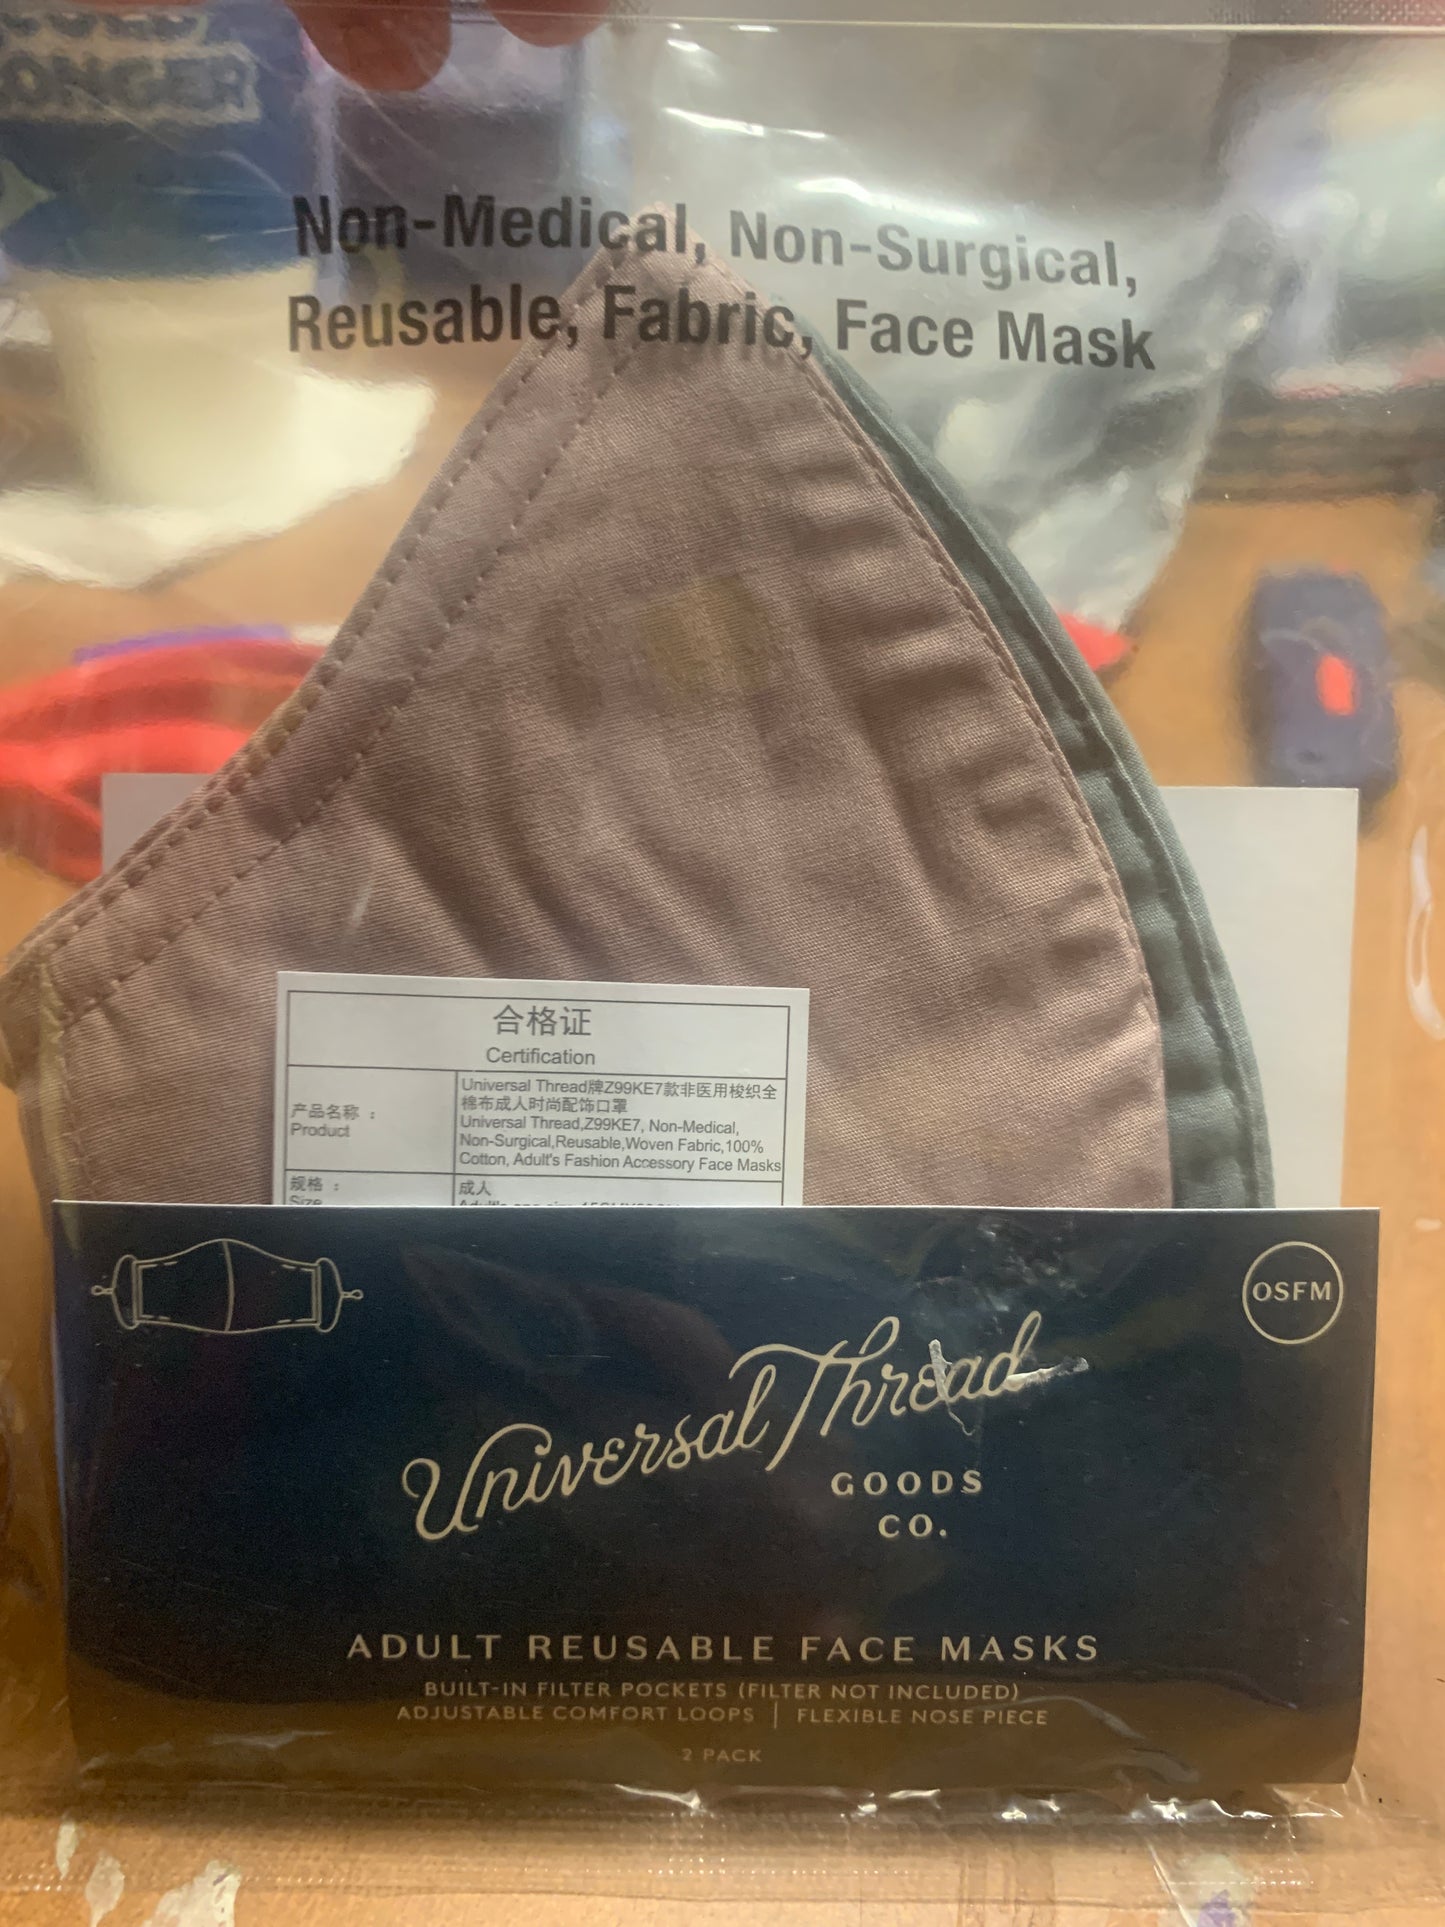 ONGER
Non-Medical, Non-Surgical,
Reusable, Fabric, Face Mask
合格证
Certification
产品名称 :
Product
Universal Thread牌Z99KE7款非医用梭织全
棉布成人时尚配饰口罩
Universal Thread,Z99KE7, Non-Medical,
Non-Surgical,Reusable,Woven Fabric,100%
Cotton, Adult's Fashion Accessory Face Masks
规格 :
Size
成人
OSFM
Universal Thread
GOODS
CO.
ADULT REUSABLE FACE MASKS
BUILT-IN FILTER POCKETS (FILTER NOT INCLUDED)
ADJUSTABLE COMFORT LOOPS | FLEXIBLE NOSE PIECE
2 PACK